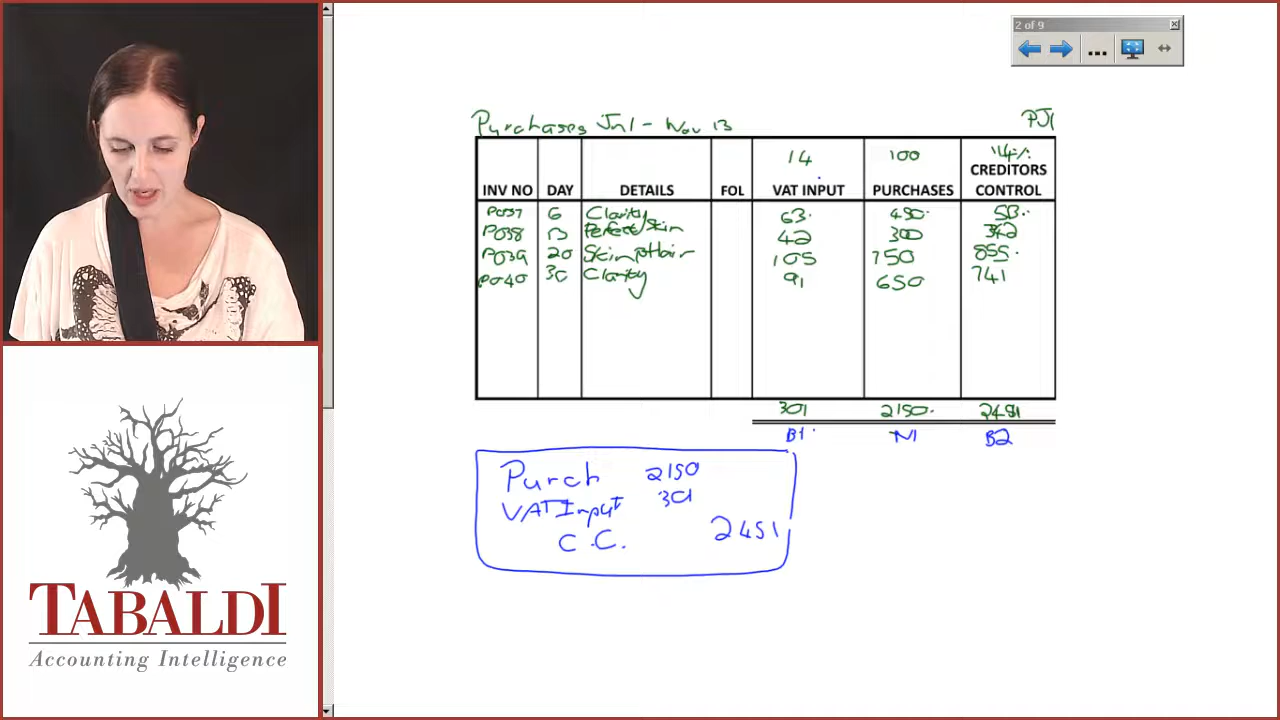 2 of 9
Purchases Jnl - Nov 13 PJ1
14 100 114%
INV NO DAY DETAILS FOL VAT INPUT PURCHASES CREDITORS CONTROL
P037 6 Clarity 63 450 513
P038 13 Perfect Skin 42 300 342
P039 20 Skin Hair 105 750 855
P040 30 Clarity 91 650 741
301 2150 2451
B1 N1 B2
Purch 2150
VAT Input 301
C.C. 2451
TABALDI
Accounting Intelligence